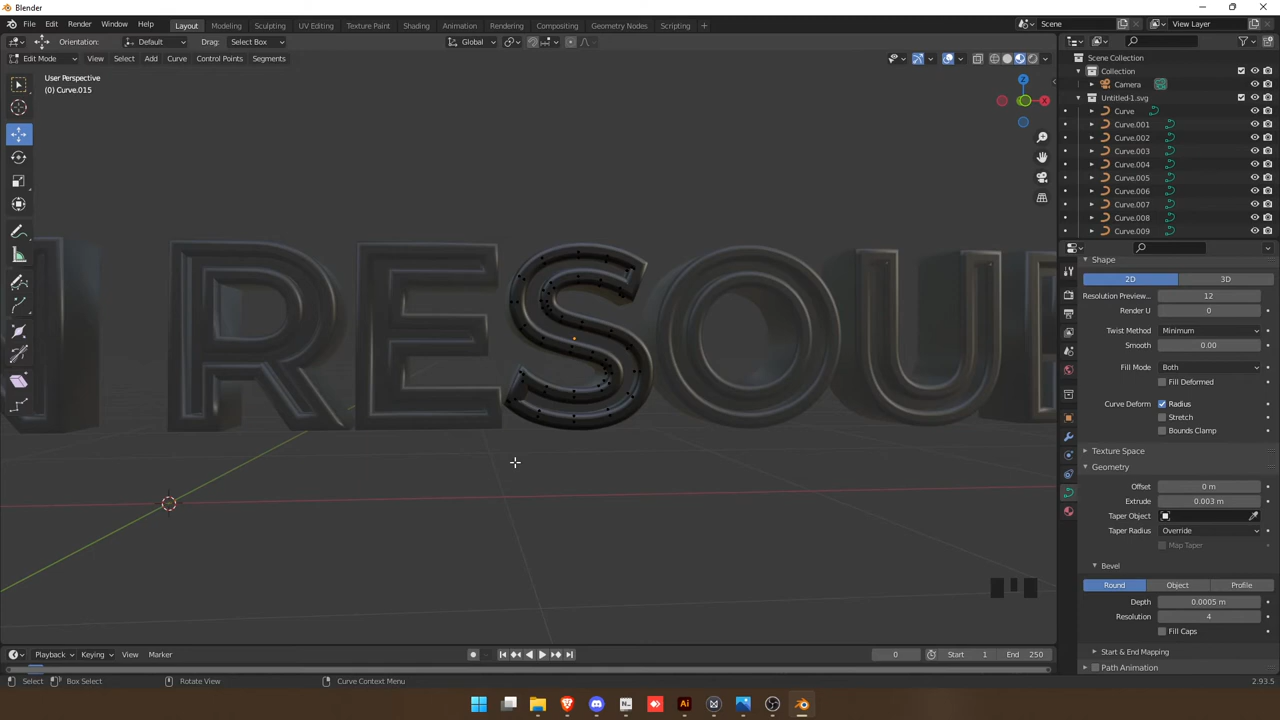 Blender
File Edit Render Window Help Layout Modeling Sculpting UV Editing Texture Paint Shading Animation Rendering Compositing Geometry Nodes Scripting + Scene View Layer
Orientation: Default Drag: Select Box Global
Edit Mode View Select Add Curve Control Points Segments
User Perspective
(0) Curve.015
Z
X
RESOU
Scene Collection
Collection
Camera
Untitled-1.svg
Curve
Curve.001
Curve.002
Curve.003
Curve.004
Curve.005
Curve.006
Curve.007
Curve.008
Curve.009
Shape
2D 3D
Resolution Preview... 12
Render U 0
Twist Method Minimum
Smooth 0.00
Fill Mode Both
Fill Deformed
Curve Deform Radius
Stretch
Bounds Clamp
Texture Space
Geometry
Offset 0 m
Extrude 0.003 m
Taper Object
Taper Radius Override
Map Taper
Bevel
Round Object Profile
Depth 0.0005 m
Resolution 4
Fill Caps
Start & End Mapping
Path Animation
Playback Keying View Marker 0 Start 1 End 250
Select Box Select Rotate View Curve Context Menu 2.93.5
Ai